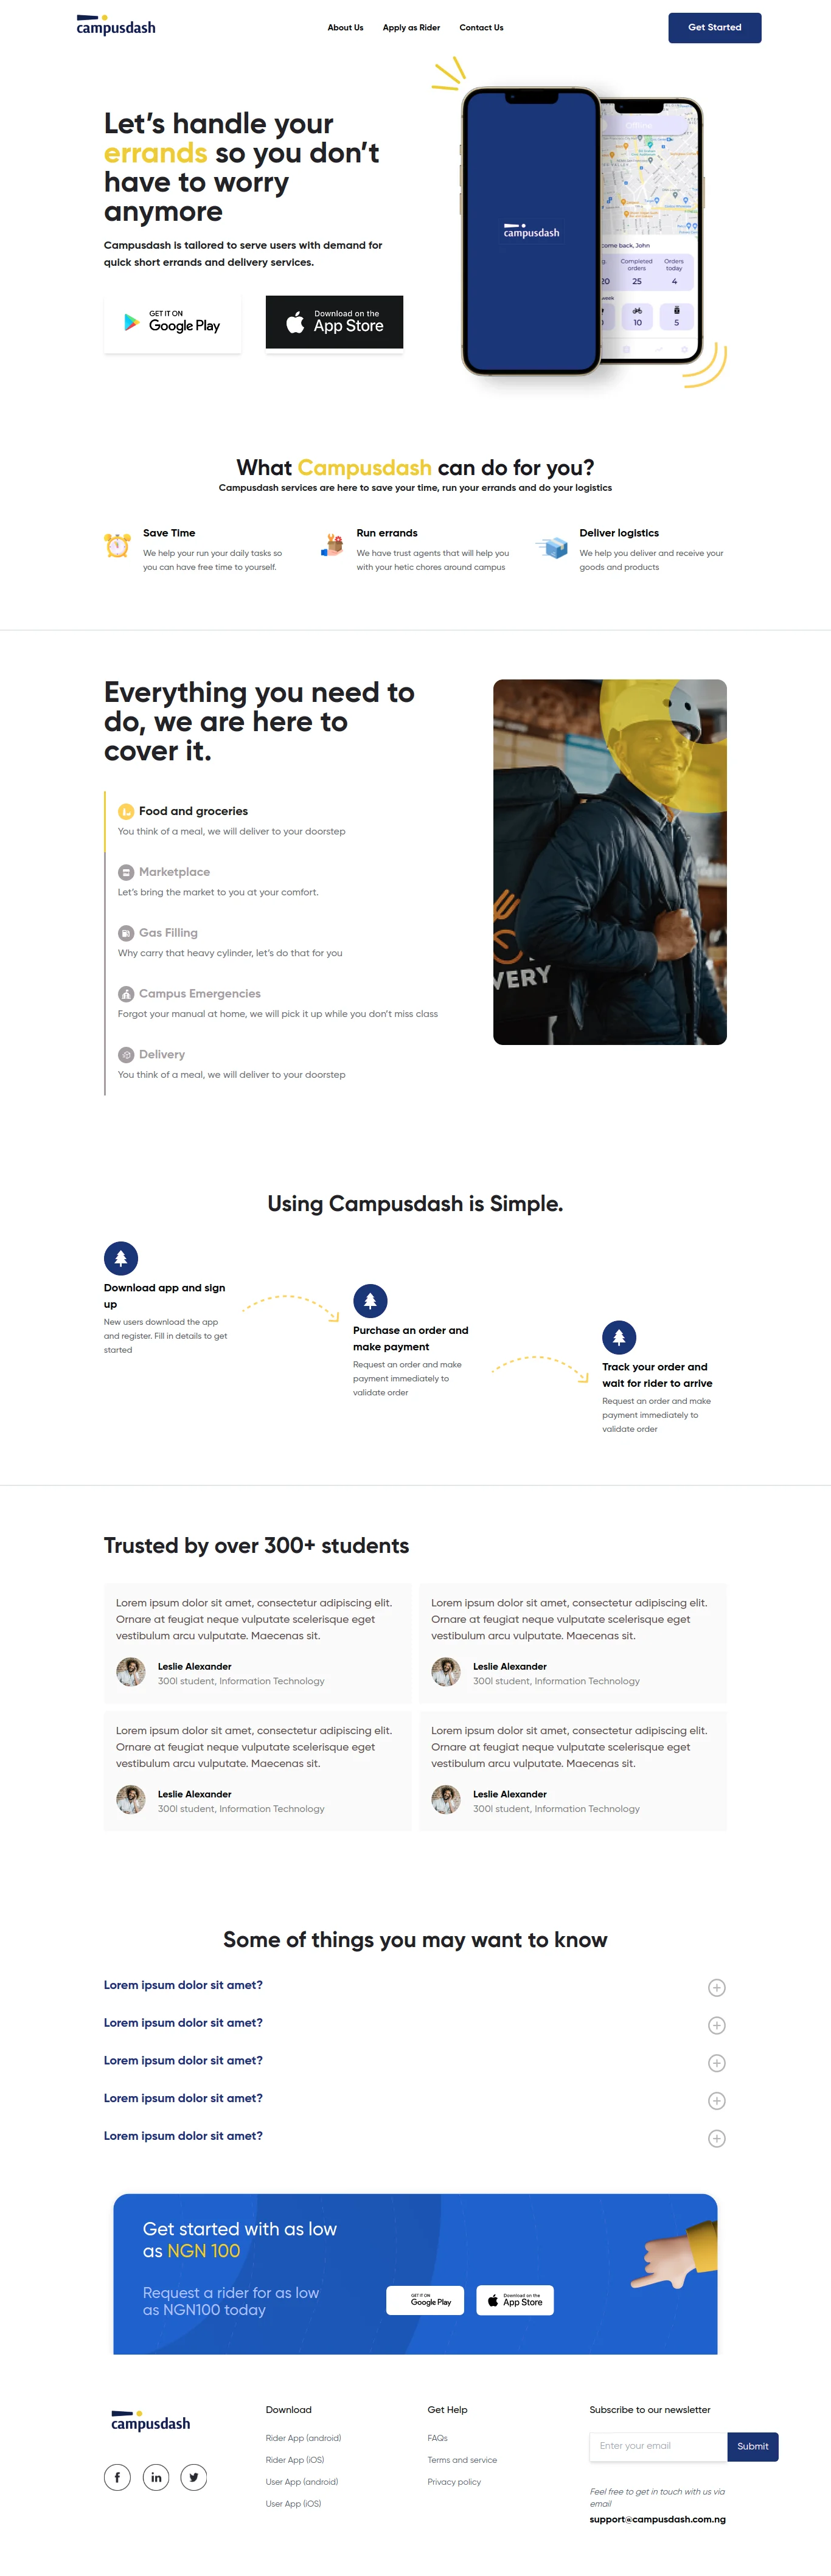 campusdash
About Us
Apply as Rider
Contact Us
Get Started
Let's handle your
errands so you don't
have to worry
anymore
Campusdash is tailored to serve users with demand for
quick short errands and delivery services.
GET IT ON
Google Play
Download on the
App Store
campusdash
Offline
come back, John
Completed
orders
Orders
today
20
25
4
week
10
5
What Campusdash can do for you?
Campusdash services are here to save your time, run your errands and do your logistics
Save Time
We help your run your daily tasks so
you can have free time to yourself.
Run errands
We have trust agents that will help you
with your hetic chores around campus
Deliver logistics
We help you deliver and receive your
goods and products
Everything you need to
do, we are here to
cover it.
Food and groceries
You think of a meal, we will deliver to your doorstep
Marketplace
Let's bring the market to you at your comfort.
Gas Filling
Why carry that heavy cylinder, let's do that for you
Campus Emergencies
Forgot your manual at home, we will pick it up while you don't miss class
Delivery
You think of a meal, we will deliver to your doorstep
VERY
Using Campusdash is Simple.
Download app and sign
up
New users download the app
and register. Fill in details to get
started
Purchase an order and
make payment
Request an order and make
payment immediately to
validate order
Track your order and
wait for rider to arrive
Request an order and make
payment immediately to
validate order
Trusted by over 300+ students
Lorem ipsum dolor sit amet, consectetur adipiscing elit.
Ornare at feugiat neque vulputate scelerisque eget
vestibulum arcu vulputate. Maecenas sit.
Leslie Alexander
300l student, Information Technology
Lorem ipsum dolor sit amet, consectetur adipiscing elit.
Ornare at feugiat neque vulputate scelerisque eget
vestibulum arcu vulputate. Maecenas sit.
Leslie Alexander
300l student, Information Technology
Lorem ipsum dolor sit amet, consectetur adipiscing elit.
Ornare at feugiat neque vulputate scelerisque eget
vestibulum arcu vulputate. Maecenas sit.
Leslie Alexander
300l student, Information Technology
Lorem ipsum dolor sit amet, consectetur adipiscing elit.
Ornare at feugiat neque vulputate scelerisque eget
vestibulum arcu vulputate. Maecenas sit.
Leslie Alexander
300l student, Information Technology
Some of things you may want to know
Lorem ipsum dolor sit amet?
Lorem ipsum dolor sit amet?
Lorem ipsum dolor sit amet?
Lorem ipsum dolor sit amet?
Lorem ipsum dolor sit amet?
Get started with as low
as NGN 100
Request a rider for as low
as NGN100 today
GET IT ON
Google Play
Download on the
App Store
campusdash
Download
Rider App (android)
Rider App (iOS)
User App (android)
User App (iOS)
Get Help
FAQs
Terms and service
Privacy policy
Subscribe to our newsletter
Enter your email
Submit
Feel free to get in touch with us via
email
support@campusdash.com.ng